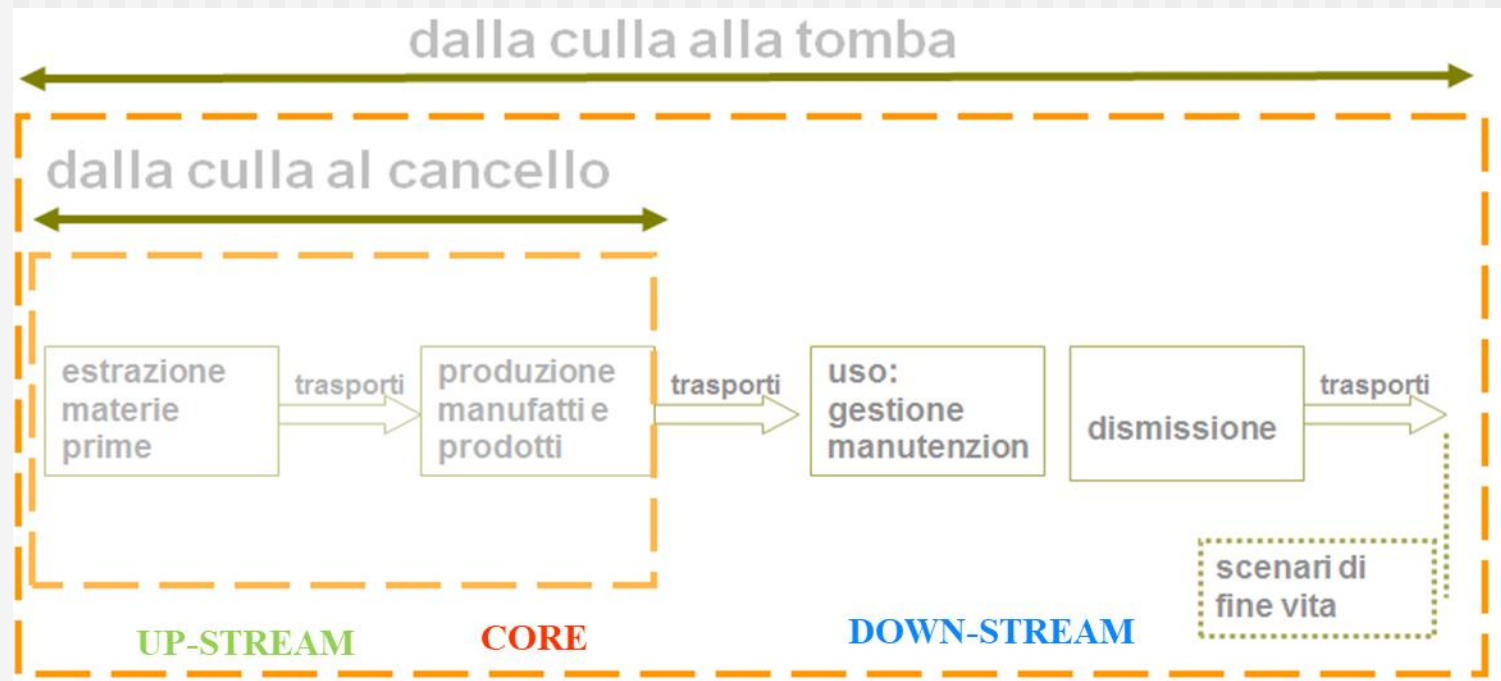 dalla culla alla tomba
dalla culla al cancello
estrazione
materie
prime
trasporti
produzione
manufatti e
prodotti
trasporti
uso:
gestione
manutenzion
dismissione
trasporti
scenari di
fine vita
UP-STREAM
CORE
DOWN-STREAM